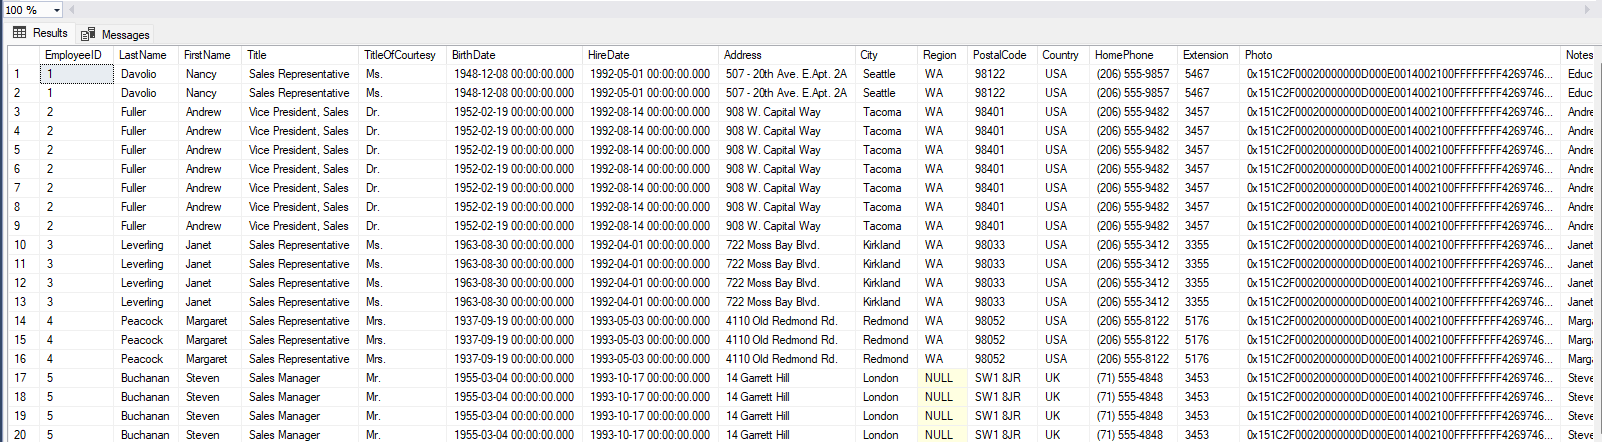 100 %
Results Messages
EmployeeID LastName FirstName Title TitleOfCourtesy BirthDate HireDate Address City Region PostalCode Country HomePhone Extension Photo Notes
1 1 Davolio Nancy Sales Representative Ms. 1948-12-08 00:00:00.000 1992-05-01 00:00:00.000 507 - 20th Ave. E.Apt. 2A Seattle WA 98122 USA (206) 555-9857 5467 0x151C2F00020000000D000E0014002100FFFFFFFF4269746... Educ
2 1 Davolio Nancy Sales Representative Ms. 1948-12-08 00:00:00.000 1992-05-01 00:00:00.000 507 - 20th Ave. E.Apt. 2A Seattle WA 98122 USA (206) 555-9857 5467 0x151C2F00020000000D000E0014002100FFFFFFFF4269746... Educ
3 2 Fuller Andrew Vice President, Sales Dr. 1952-02-19 00:00:00.000 1992-08-14 00:00:00.000 908 W. Capital Way Tacoma WA 98401 USA (206) 555-9482 3457 0x151C2F00020000000D000E0014002100FFFFFFFF4269746... Andre
4 2 Fuller Andrew Vice President, Sales Dr. 1952-02-19 00:00:00.000 1992-08-14 00:00:00.000 908 W. Capital Way Tacoma WA 98401 USA (206) 555-9482 3457 0x151C2F00020000000D000E0014002100FFFFFFFF4269746... Andre
5 2 Fuller Andrew Vice President, Sales Dr. 1952-02-19 00:00:00.000 1992-08-14 00:00:00.000 908 W. Capital Way Tacoma WA 98401 USA (206) 555-9482 3457 0x151C2F00020000000D000E0014002100FFFFFFFF4269746... Andre
6 2 Fuller Andrew Vice President, Sales Dr. 1952-02-19 00:00:00.000 1992-08-14 00:00:00.000 908 W. Capital Way Tacoma WA 98401 USA (206) 555-9482 3457 0x151C2F00020000000D000E0014002100FFFFFFFF4269746... Andre
7 2 Fuller Andrew Vice President, Sales Dr. 1952-02-19 00:00:00.000 1992-08-14 00:00:00.000 908 W. Capital Way Tacoma WA 98401 USA (206) 555-9482 3457 0x151C2F00020000000D000E0014002100FFFFFFFF4269746... Andre
8 2 Fuller Andrew Vice President, Sales Dr. 1952-02-19 00:00:00.000 1992-08-14 00:00:00.000 908 W. Capital Way Tacoma WA 98401 USA (206) 555-9482 3457 0x151C2F00020000000D000E0014002100FFFFFFFF4269746... Andre
9 2 Fuller Andrew Vice President, Sales Dr. 1952-02-19 00:00:00.000 1992-08-14 00:00:00.000 908 W. Capital Way Tacoma WA 98401 USA (206) 555-9482 3457 0x151C2F00020000000D000E0014002100FFFFFFFF4269746... Andre
10 3 Leverling Janet Sales Representative Ms. 1963-08-30 00:00:00.000 1992-04-01 00:00:00.000 722 Moss Bay Blvd. Kirkland WA 98033 USA (206) 555-3412 3355 0x151C2F00020000000D000E0014002100FFFFFFFF4269746... Janet
11 3 Leverling Janet Sales Representative Ms. 1963-08-30 00:00:00.000 1992-04-01 00:00:00.000 722 Moss Bay Blvd. Kirkland WA 98033 USA (206) 555-3412 3355 0x151C2F00020000000D000E0014002100FFFFFFFF4269746... Janet
12 3 Leverling Janet Sales Representative Ms. 1963-08-30 00:00:00.000 1992-04-01 00:00:00.000 722 Moss Bay Blvd. Kirkland WA 98033 USA (206) 555-3412 3355 0x151C2F00020000000D000E0014002100FFFFFFFF4269746... Janet
13 3 Leverling Janet Sales Representative Ms. 1963-08-30 00:00:00.000 1992-04-01 00:00:00.000 722 Moss Bay Blvd. Kirkland WA 98033 USA (206) 555-3412 3355 0x151C2F00020000000D000E0014002100FFFFFFFF4269746... Janet
14 4 Peacock Margaret Sales Representative Mrs. 1937-09-19 00:00:00.000 1993-05-03 00:00:00.000 4110 Old Redmond Rd. Redmond WA 98052 USA (206) 555-8122 5176 0x151C2F00020000000D000E0014002100FFFFFFFF4269746... Marg
15 4 Peacock Margaret Sales Representative Mrs. 1937-09-19 00:00:00.000 1993-05-03 00:00:00.000 4110 Old Redmond Rd. Redmond WA 98052 USA (206) 555-8122 5176 0x151C2F00020000000D000E0014002100FFFFFFFF4269746... Marg
16 4 Peacock Margaret Sales Representative Mrs. 1937-09-19 00:00:00.000 1993-05-03 00:00:00.000 4110 Old Redmond Rd. Redmond WA 98052 USA (206) 555-8122 5176 0x151C2F00020000000D000E0014002100FFFFFFFF4269746... Marg
17 5 Buchanan Steven Sales Manager Mr. 1955-03-04 00:00:00.000 1993-10-17 00:00:00.000 14 Garrett Hill London NULL SW1 8JR UK (71) 555-4848 3453 0x151C2F00020000000D000E0014002100FFFFFFFF4269746... Steve
18 5 Buchanan Steven Sales Manager Mr. 1955-03-04 00:00:00.000 1993-10-17 00:00:00.000 14 Garrett Hill London NULL SW1 8JR UK (71) 555-4848 3453 0x151C2F00020000000D000E0014002100FFFFFFFF4269746... Steve
19 5 Buchanan Steven Sales Manager Mr. 1955-03-04 00:00:00.000 1993-10-17 00:00:00.000 14 Garrett Hill London NULL SW1 8JR UK (71) 555-4848 3453 0x151C2F00020000000D000E0014002100FFFFFFFF4269746... Steve
20 5 Buchanan Steven Sales Manager Mr. 1955-03-04 00:00:00.000 1993-10-17 00:00:00.000 14 Garrett Hill London NULL SW1 8JR UK (71) 555-4848 3453 0x151C2F00020000000D000E0014002100FFFFFFFF4269746... Steve